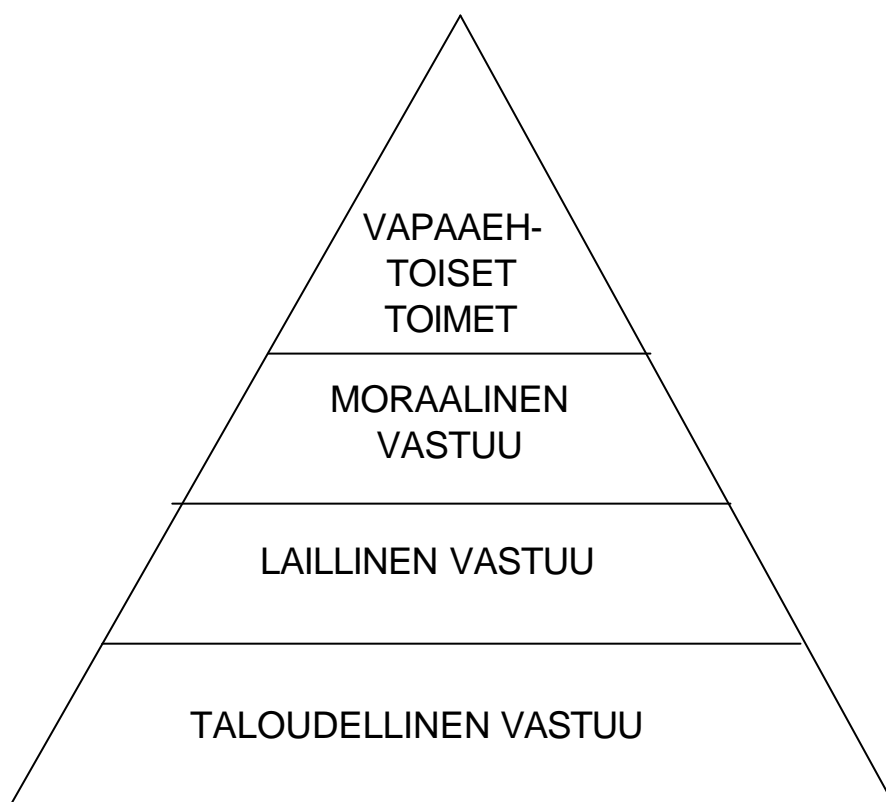 VAPAAEH-
TOISET
TOIMET
MORAALINEN
VASTUU
LAILLINEN VASTUU
TALOUDELLINEN VASTUU